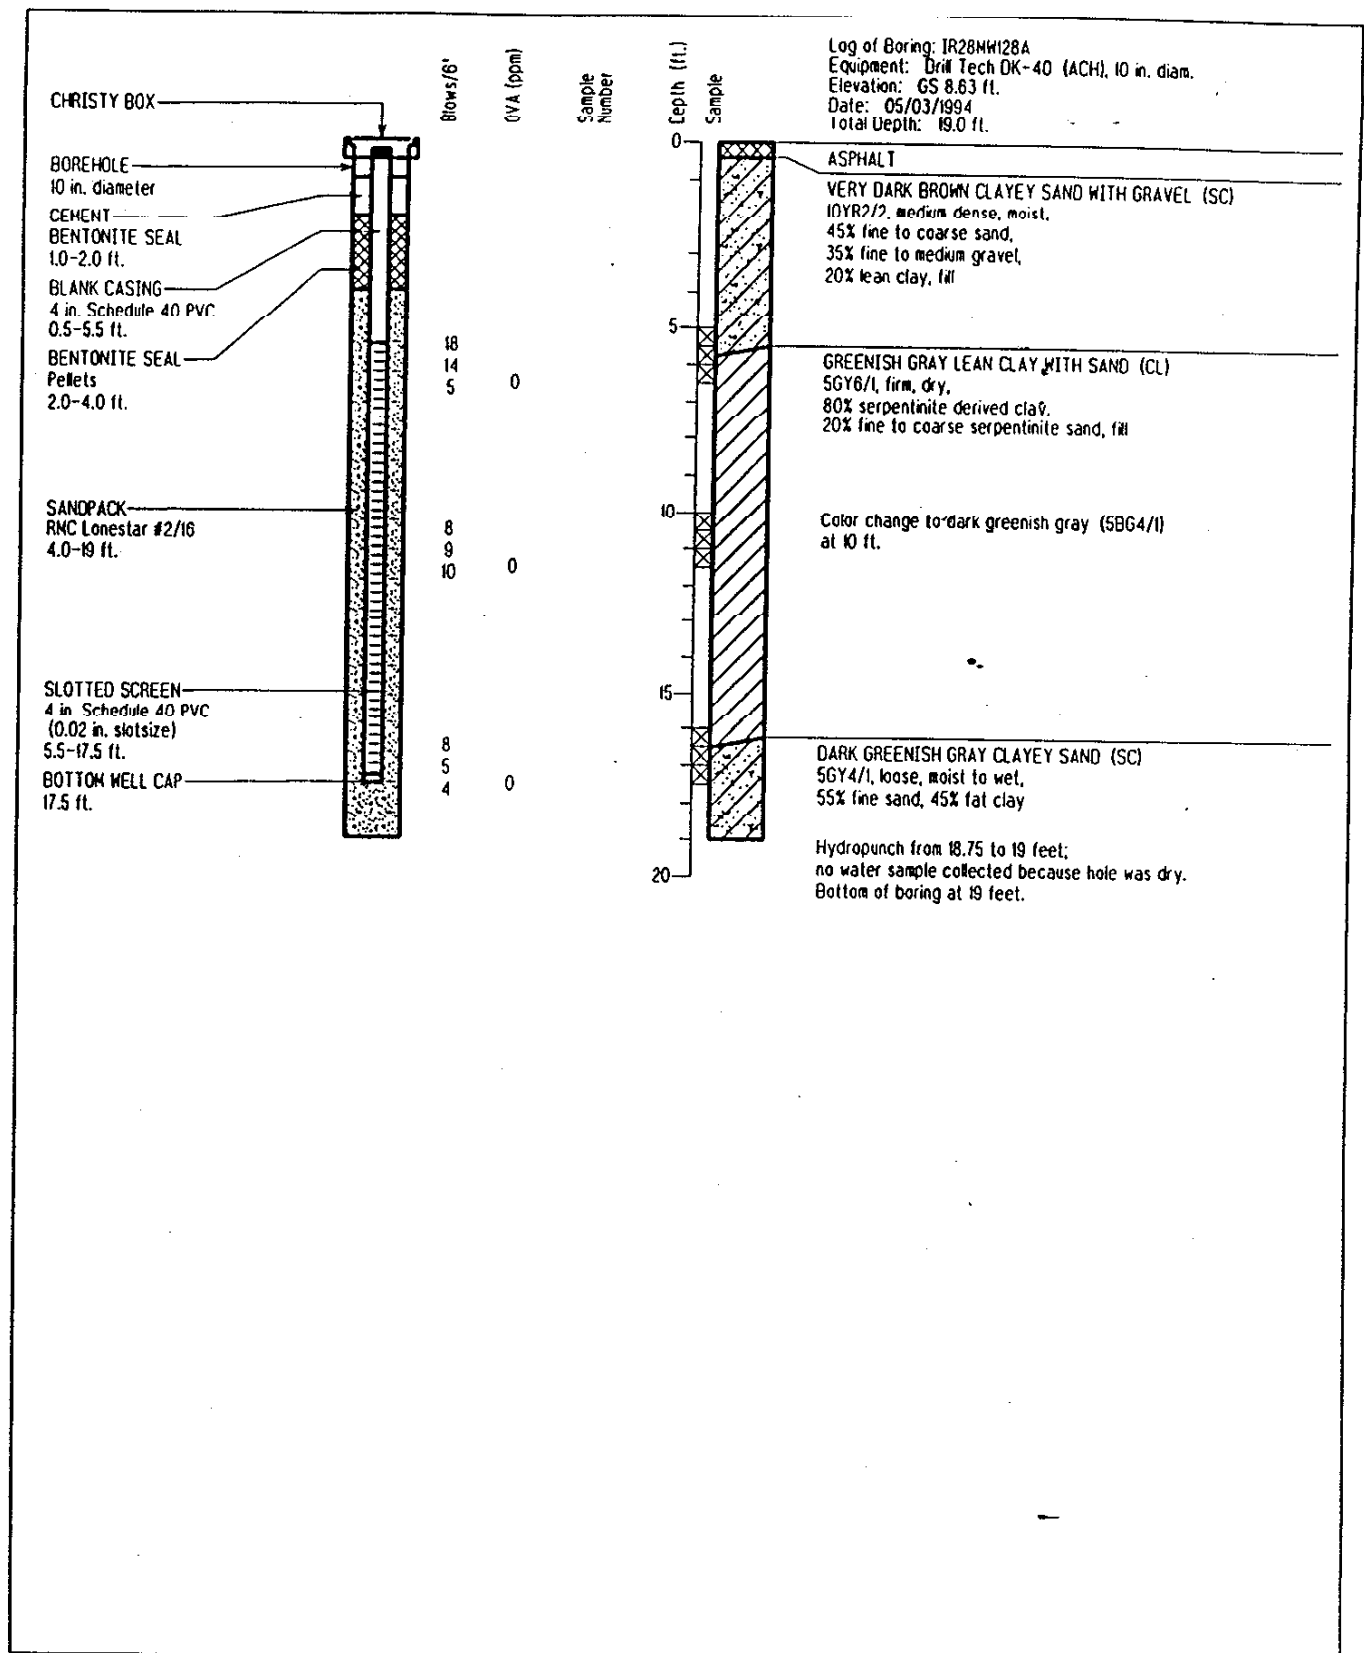 Log of Boring: IR28MW128A
Equipment: Drill Tech DK-40 (ACH), 10 in. diam.
Elevation: GS 8.63 ft.
Date: 05/03/1994
Total Depth: 19.0 ft.
Blows/6'
OVA (ppm)
Sample
Number
Depth (ft.)
Sample
CHRISTY BOX
BOREHOLE
10 in. diameter
CEMENT
BENTONITE SEAL
1.0-2.0 ft.
BLANK CASING
4 in. Schedule 40 PVC
0.5-5.5 ft.
BENTONITE SEAL
Pellets
2.0-4.0 ft.
SANDPACK
RMC Lonestar #2/16
4.0-19 ft.
SLOTTED SCREEN
4 in. Schedule 40 PVC
(0.02 in. slotsize)
5.5-17.5 ft.
BOTTOM WELL CAP
17.5 ft.
18
14
5 0
8
9
10 0
8
5
4 0
0
5
10
15
20
ASPHALT
VERY DARK BROWN CLAYEY SAND WITH GRAVEL (SC)
10YR2/2, medium dense, moist,
45% fine to coarse sand,
35% fine to medium gravel,
20% lean clay, fill
GREENISH GRAY LEAN CLAY WITH SAND (CL)
5GY6/1, firm, dry,
80% serpentinite derived clay.
20% fine to coarse serpentinite sand, fill
Color change to dark greenish gray (5BG4/1)
at 10 ft.
DARK GREENISH GRAY CLAYEY SAND (SC)
5GY4/1, loose, moist to wet,
55% fine sand, 45% fat clay
Hydropunch from 18.75 to 19 feet;
no water sample collected because hole was dry.
Bottom of boring at 19 feet.